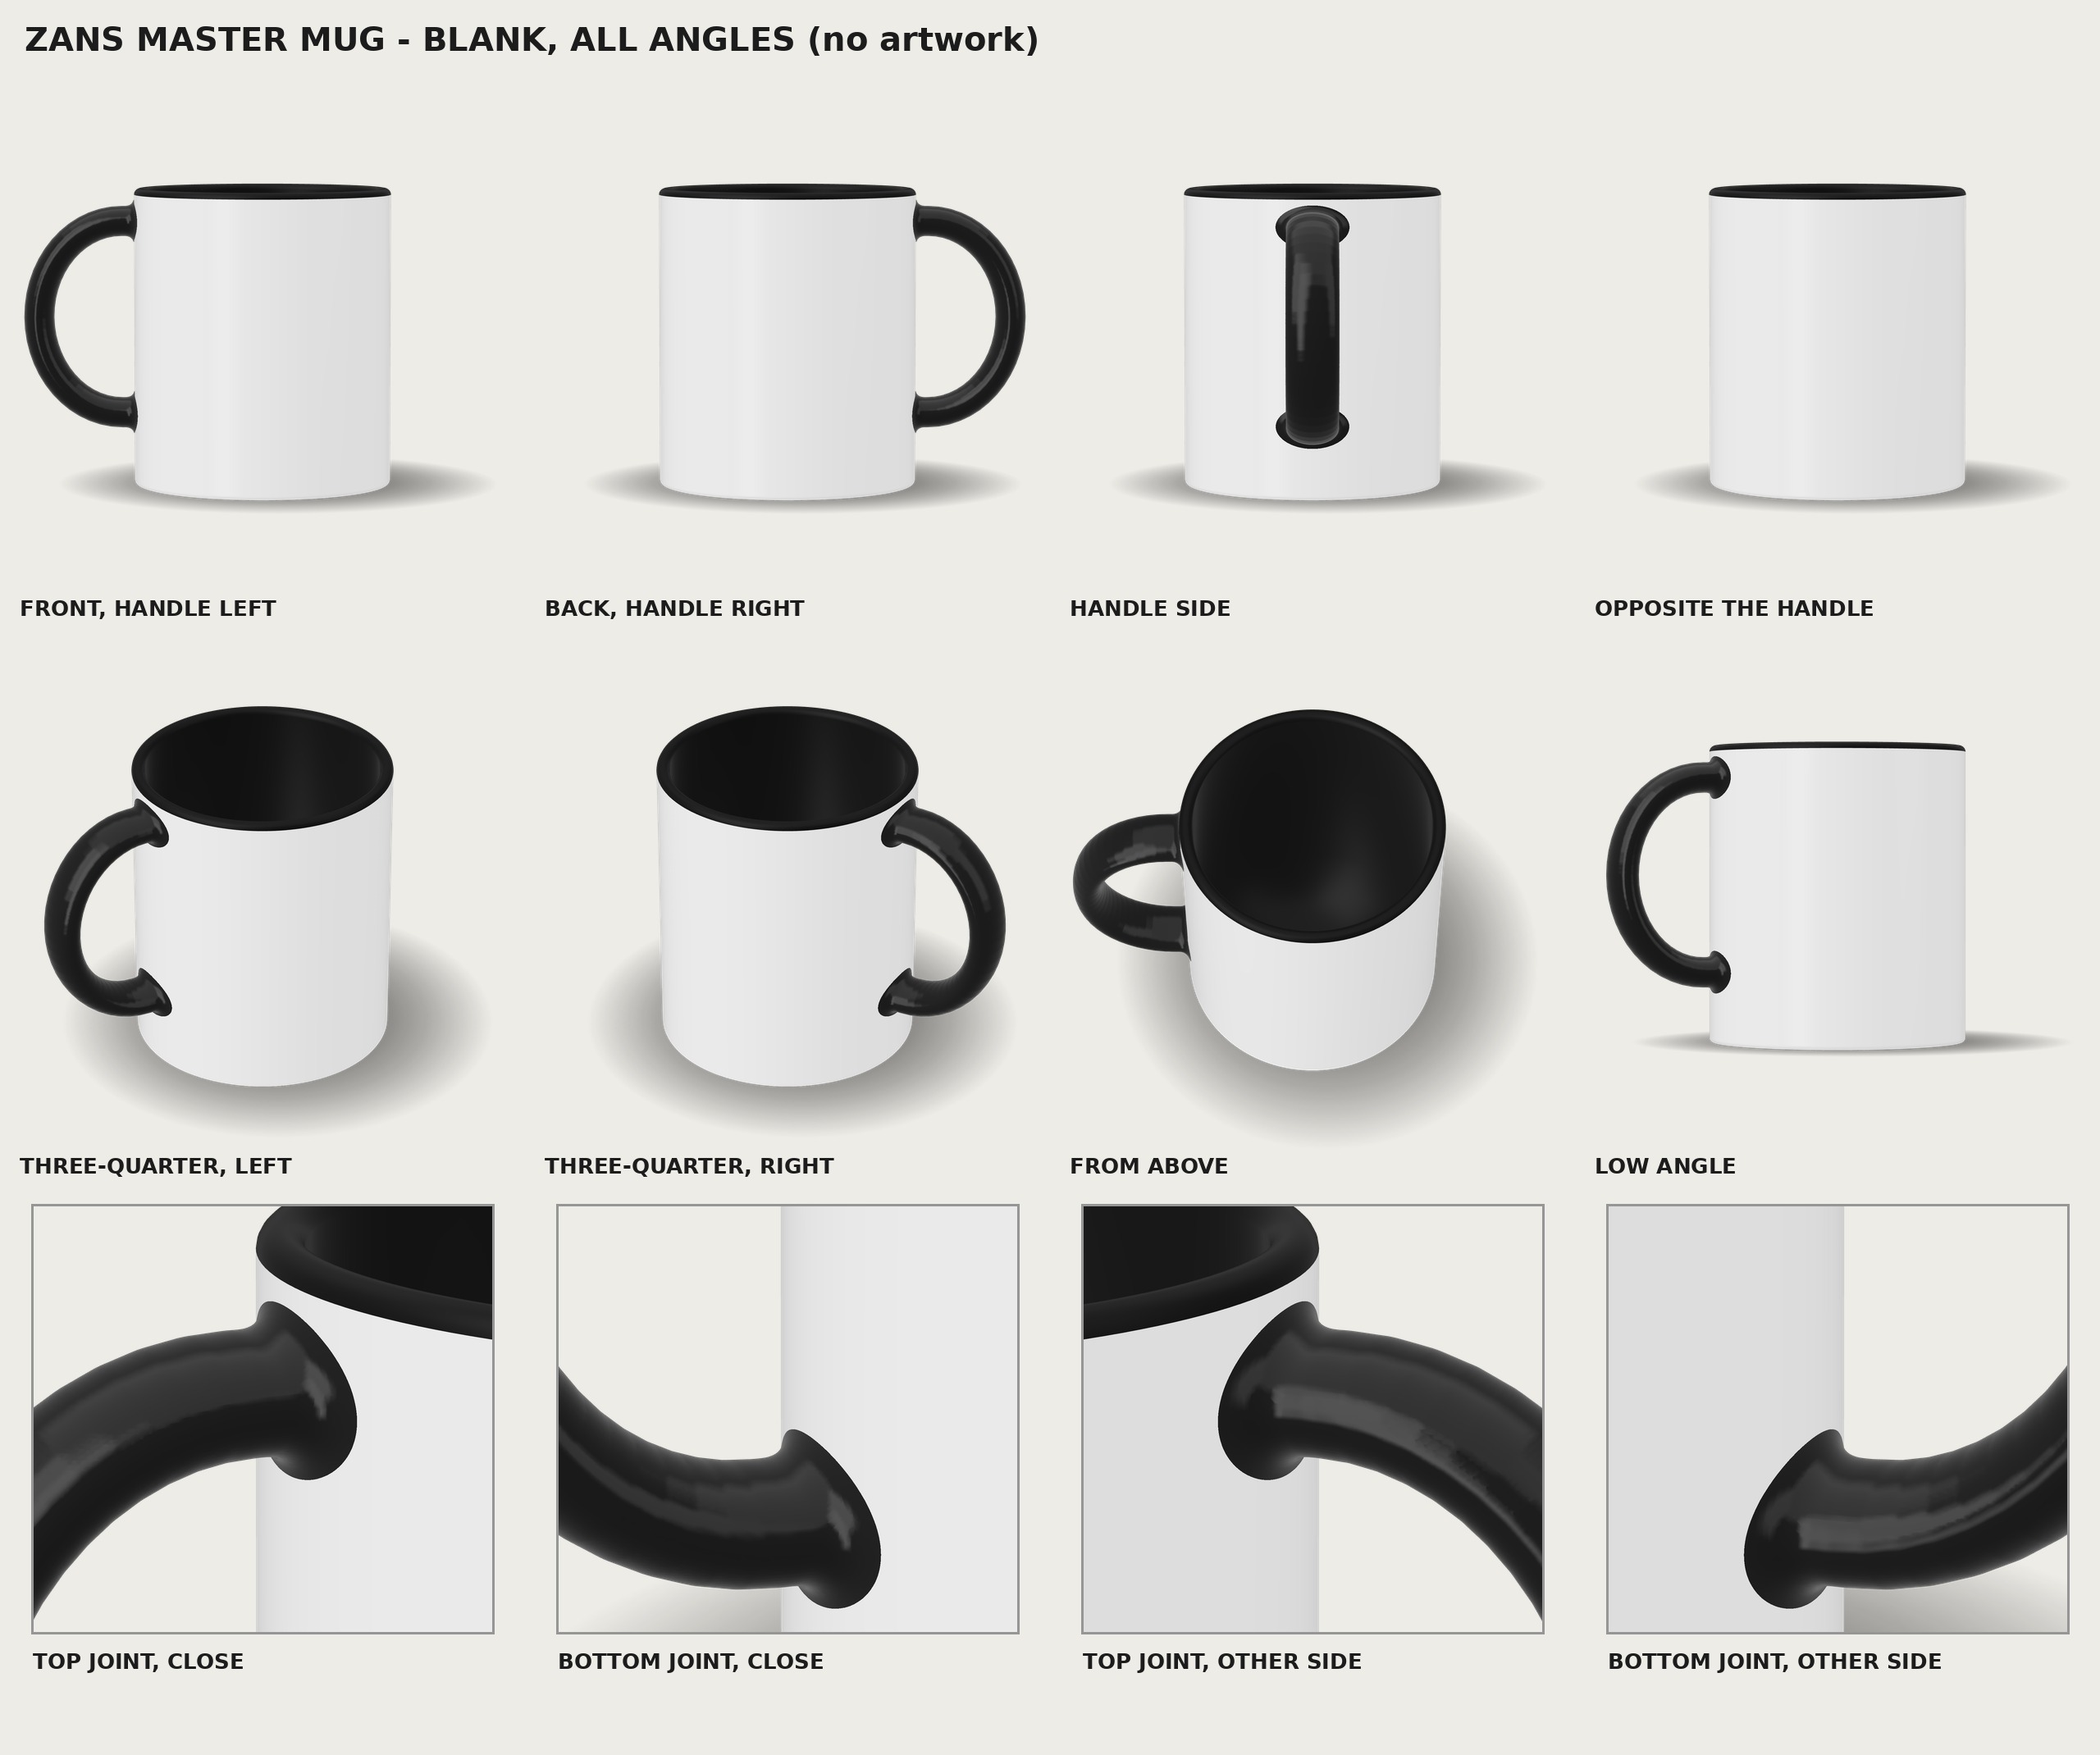 ZANS MASTER MUG - BLANK, ALL ANGLES (no artwork)
FRONT, HANDLE LEFT
BACK, HANDLE RIGHT
HANDLE SIDE
OPPOSITE THE HANDLE
THREE-QUARTER, LEFT
THREE-QUARTER, RIGHT
FROM ABOVE
LOW ANGLE
TOP JOINT, CLOSE
BOTTOM JOINT, CLOSE
TOP JOINT, OTHER SIDE
BOTTOM JOINT, OTHER SIDE